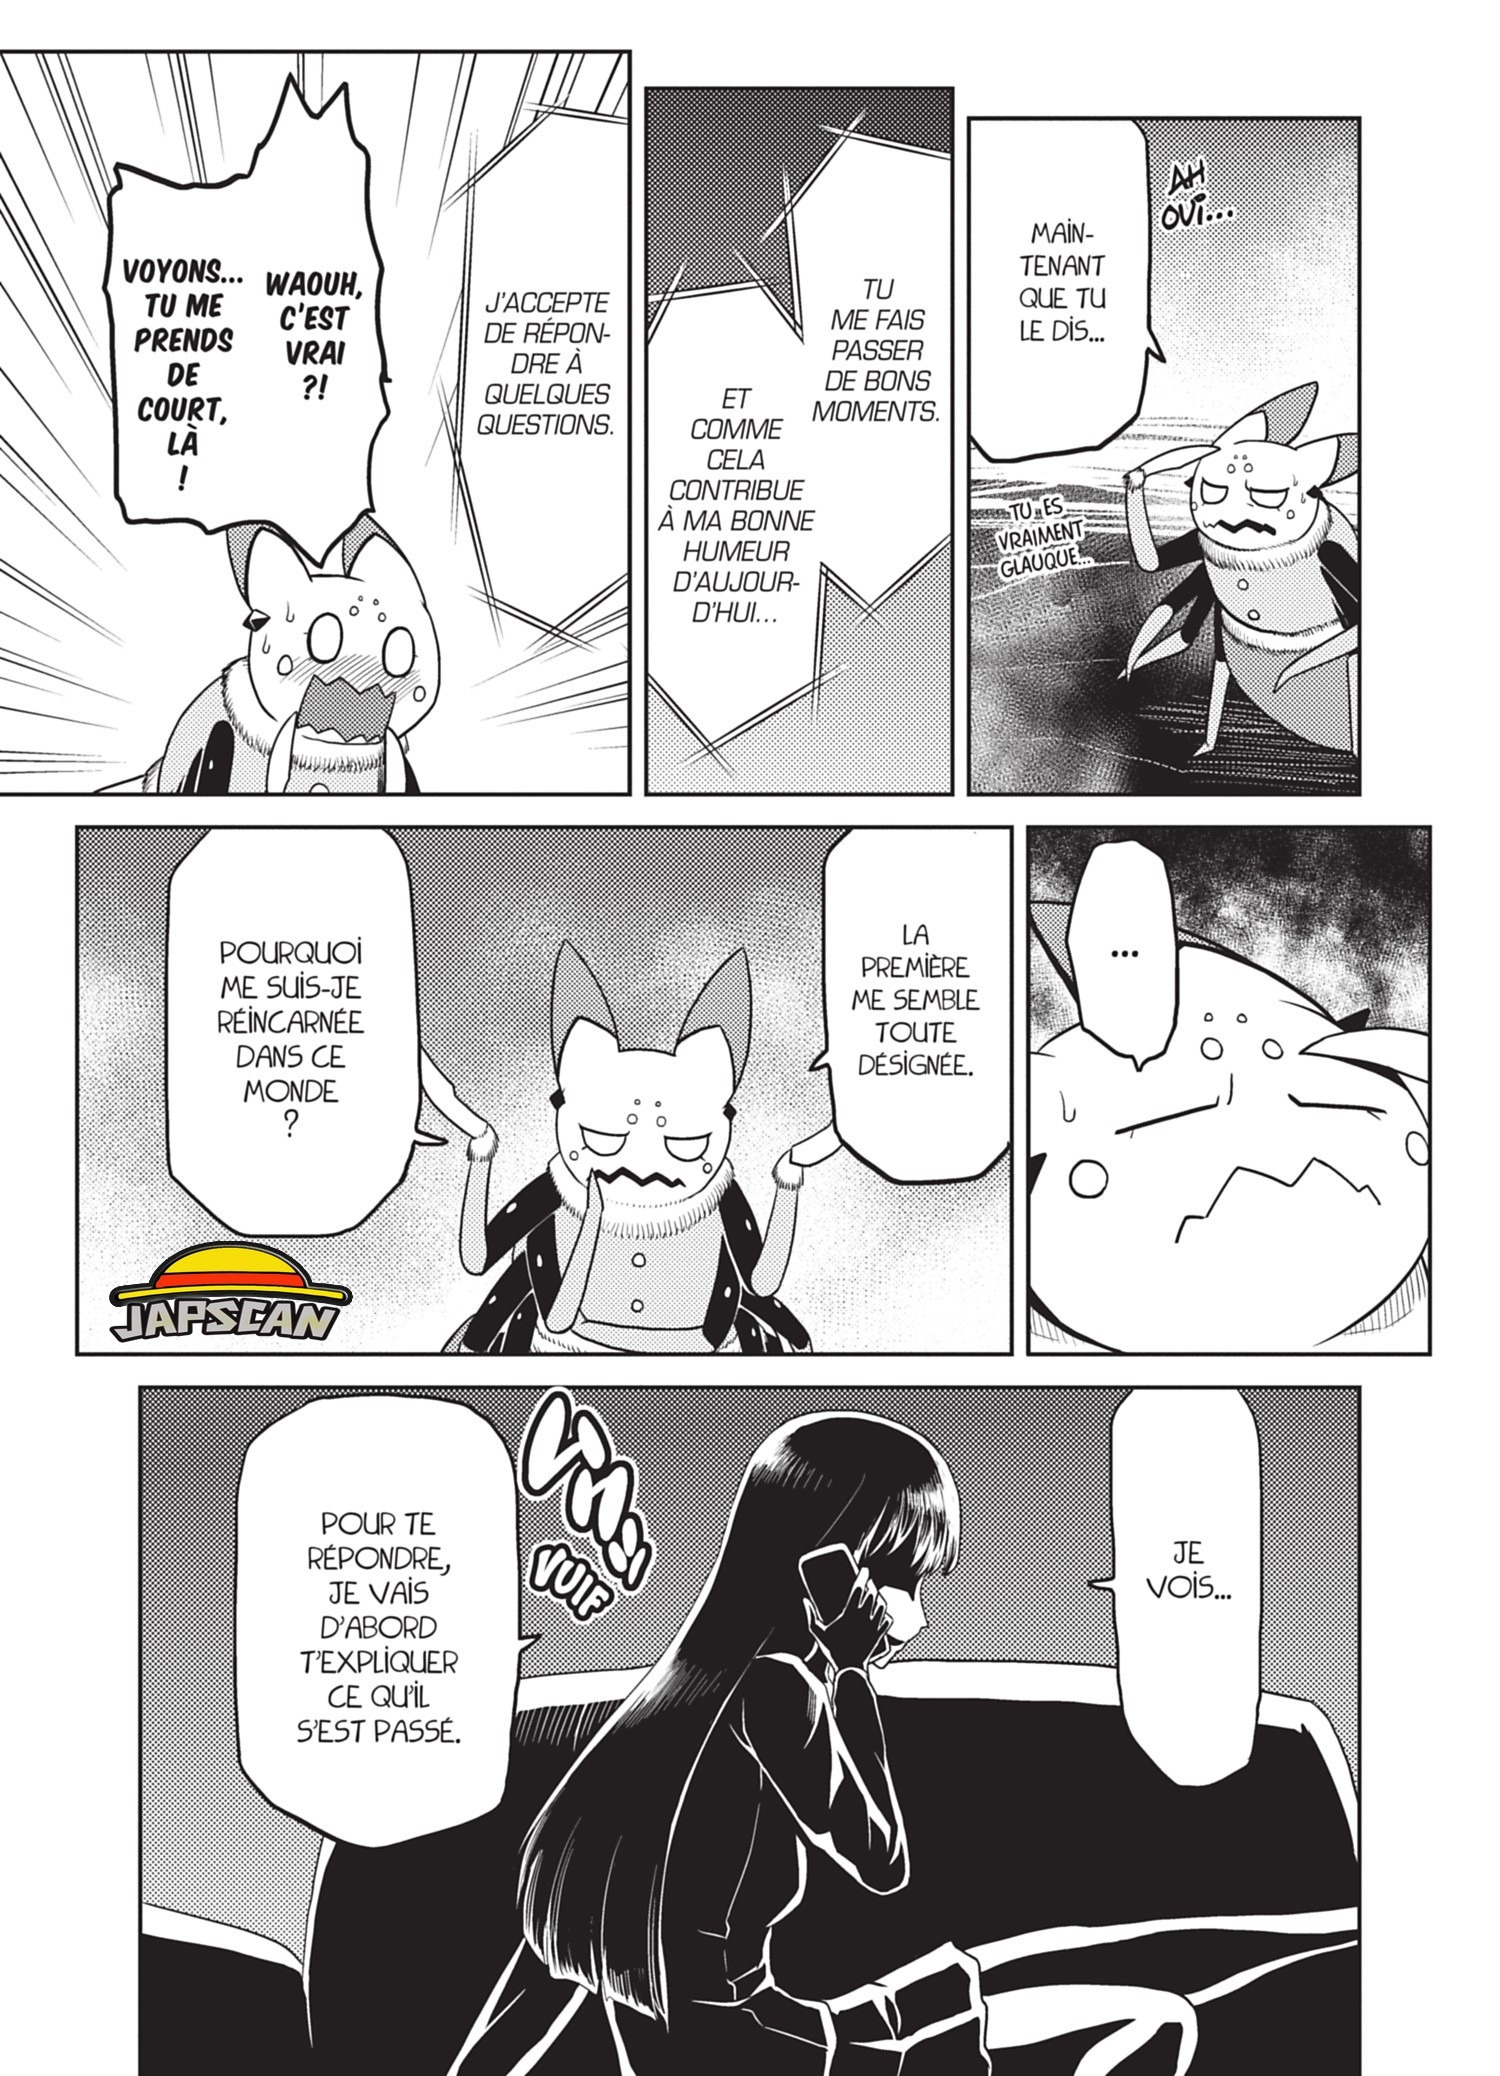 AH
OUI...
MAIN-
TENANT
QUE TU
LE DIS...
TU ES
VRAIMENT
GLAUQUE...
TU
ME FAIS
PASSER
DE BONS
MOMENTS.
ET
COMME
CELA
CONTRIBUE
À MA BONNE
HUMEUR
D'AUJOUR-
D'HUI...
J'ACCEPTE
DE RÉPON-
DRE À
QUELQUES
QUESTIONS.
WAOUH,
C'EST
VRAI
?!
VOYONS...
TU ME
PRENDS
DE
COURT,
LÀ
!
...
LA
PREMIÈRE
ME SEMBLE
TOUTE
DÉSIGNÉE.
POURQUOI
ME SUIS-JE
RÉINCARNÉE
DANS CE
MONDE
?
JAPSCAN
JE
VOIS...
VUIF
POUR TE
RÉPONDRE,
JE VAIS
D'ABORD
T'EXPLIQUER
CE QU'IL
S'EST PASSÉ.